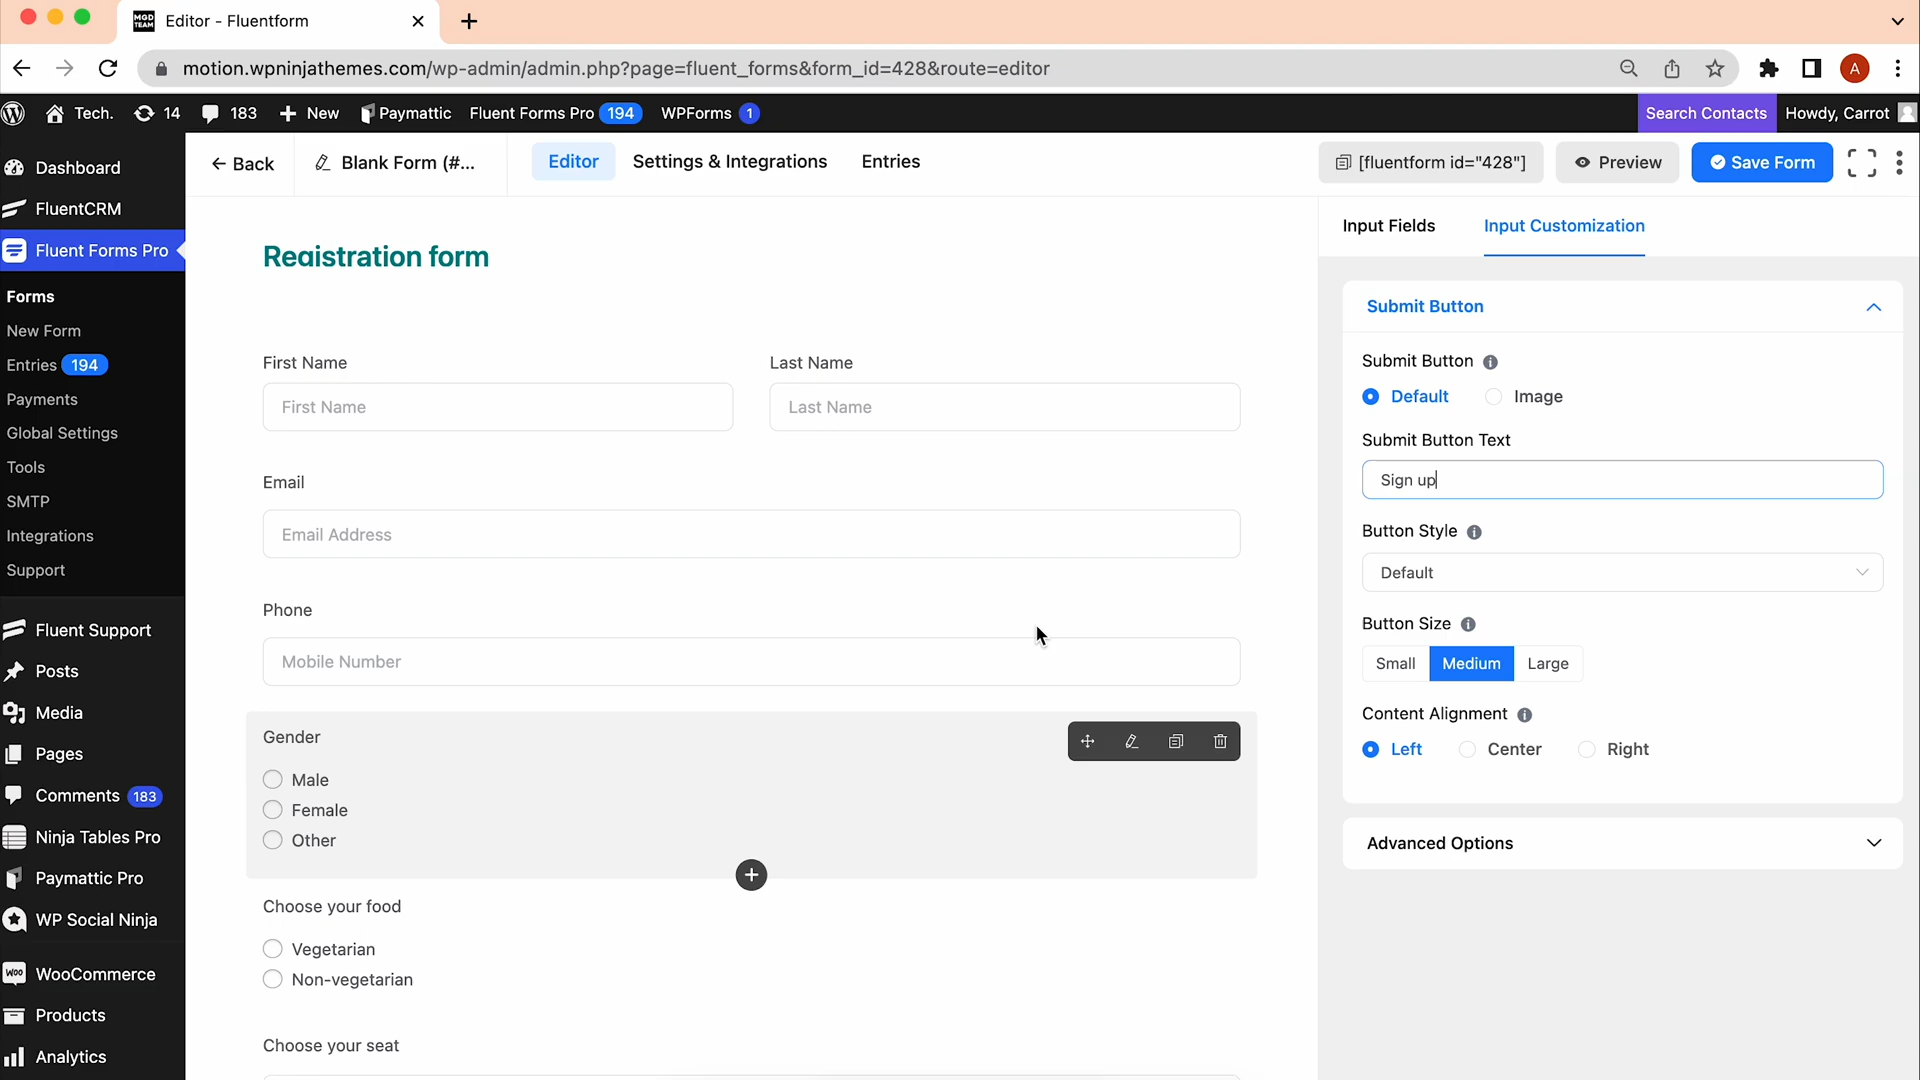 MGD TEAM Editor - Fluentform
motion.wpninjathemes.com/wp-admin/admin.php?page=fluent_forms&form_id=428&route=editor
A
Tech. 14 183 New Paymattic Fluent Forms Pro 194 WPForms 1 Search Contacts Howdy, Carrot
Dashboard
FluentCRM
Fluent Forms Pro
Forms
New Form
Entries 194
Payments
Global Settings
Tools
SMTP
Integrations
Support
Fluent Support
Posts
Media
Pages
Comments 183
Ninja Tables Pro
Paymattic Pro
WP Social Ninja
Woo WooCommerce
Products
Analytics
Back Blank Form (#... Editor Settings & Integrations Entries [fluentform id="428"] Preview Save Form
Registration form
First Name Last Name
First Name Last Name
Email
Email Address
Phone
Mobile Number
Gender
Male
Female
Other
Choose your food
Vegetarian
Non-vegetarian
Choose your seat
Input Fields Input Customization
Submit Button
Submit Button
Default Image
Submit Button Text
Sign up
Button Style
Default
Button Size
Small Medium Large
Content Alignment
Left Center Right
Advanced Options